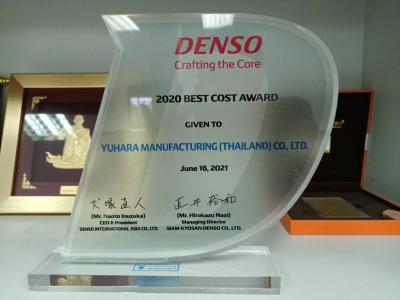 DENSO
Crafting the Core
2020 BEST COST AWARD
GIVEN TO
YUHARA MANUFACTURING (THAILAND) CO., LTD.
June 16, 2021
犬塚直人 正井裕和
(Mr. Naoto Inuzuka) (Mr. Hirokazu Naoi)
CEO & President Managing Director
DENSO INTERNATIONAL ASIA CO., LTD. SIAM KYOSAN DENSO CO., LTD.